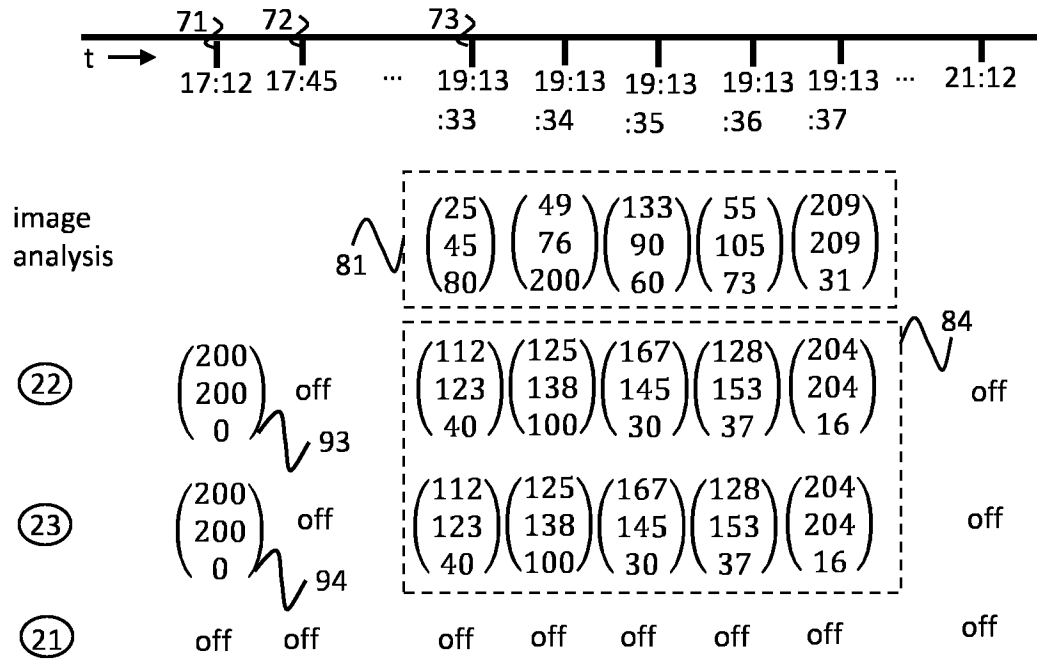 71 72 73
t
17:12 17:45 ... 19:13 19:13 19:13 19:13 19:13 ... 21:12
:33 :34 :35 :36 :37
image
analysis
25 49 133 55 209
45 76 90 105 209
80 200 60 73 31
81
84
200 112 125 167 128 204
22 200 off 123 138 145 153 204 off
0 40 100 30 37 16
93
200 112 125 167 128 204
23 200 off 123 138 145 153 204 off
0 40 100 30 37 16
94
21 off off off off off off off off